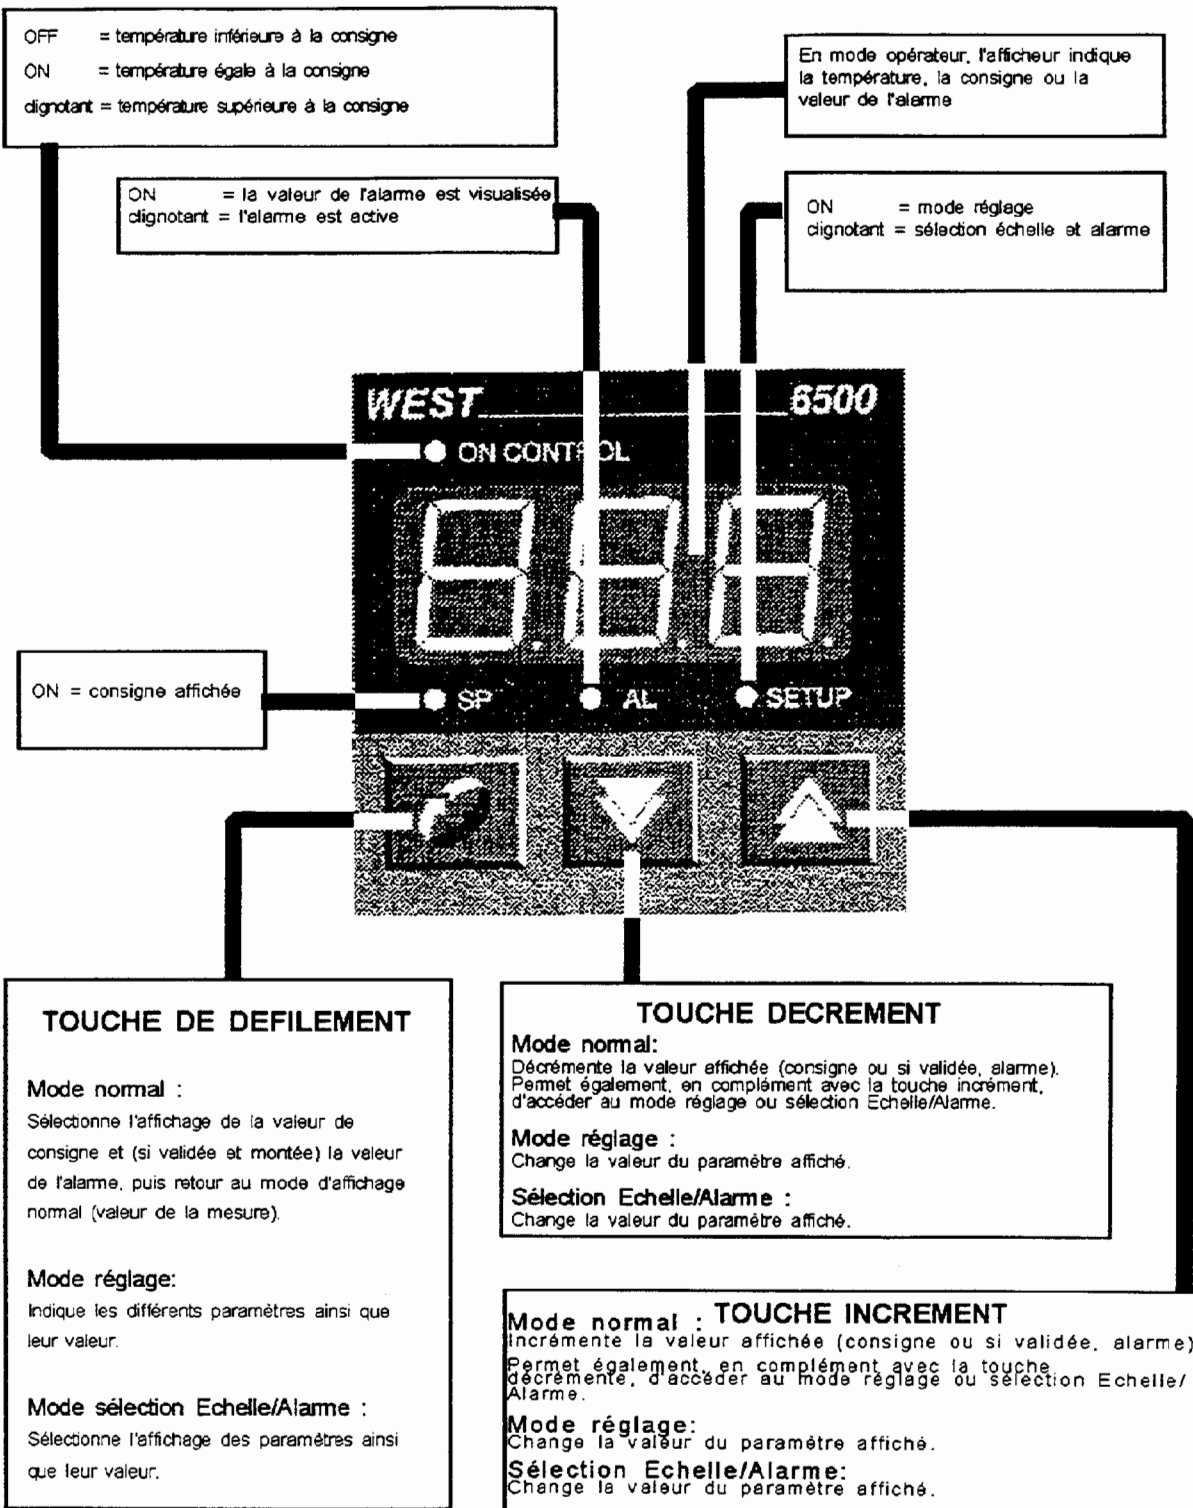 OFF = température inférieure à la consigne
ON = température égale à la consigne
clignotant = température supérieure à la consigne
En mode opérateur, l'afficheur indique
la température, la consigne ou la
valeur de l'alarme
ON = la valeur de l'alarme est visualisée
clignotant = l'alarme est active
ON = mode réglage
clignotant = sélection échelle et alarme
WEST 6500
ON CONTROL
8.8.8.
ON = consigne affichée
SP AL SETUP
TOUCHE DE DEFILEMENT
Mode normal :
Sélectionne l'affichage de la valeur de
consigne et (si validée et montée) la valeur
de l'alarme, puis retour au mode d'affichage
normal (valeur de la mesure).
Mode réglage:
Indique les différents paramètres ainsi que
leur valeur.
Mode sélection Echelle/Alarme :
Sélectionne l'affichage des paramètres ainsi
que leur valeur.
TOUCHE DECREMENT
Mode normal:
Décrémente la valeur affichée (consigne ou si validée, alarme).
Permet également, en complément avec la touche incrément,
d'accéder au mode réglage ou sélection Echelle/Alarme.
Mode réglage :
Change la valeur du paramètre affiché.
Sélection Echelle/Alarme :
Change la valeur du paramètre affiché.
TOUCHE INCREMENT
Mode normal :
Incrémente la valeur affichée (consigne ou si validée, alarme)
Permet également, en complément avec la touche
décrémente, d'accéder au mode réglage ou sélection Echelle/
Alarme.
Mode réglage:
Change la valeur du paramètre affiché.
Sélection Echelle/Alarme:
Change la valeur du paramètre affiché.